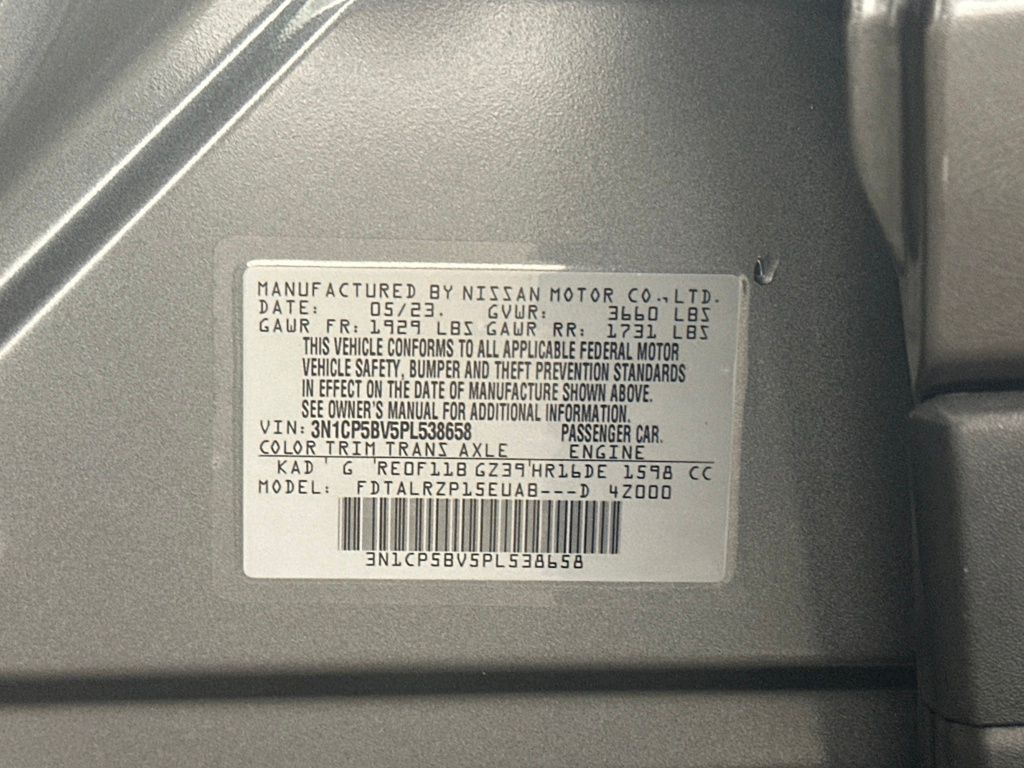 MANUFACTURED BY NISSAN MOTOR CO.,LTD.
DATE: 05/23. GVWR: 3660 LBS
GAWR FR: 1929 LBS GAWR RR: 1731 LBS
THIS VEHICLE CONFORMS TO ALL APPLICABLE FEDERAL MOTOR
VEHICLE SAFETY, BUMPER AND THEFT PREVENTION STANDARDS
IN EFFECT ON THE DATE OF MANUFACTURE SHOWN ABOVE.
SEE OWNER'S MANUAL FOR ADDITIONAL INFORMATION.
VIN: 3N1CP5BV5PL538658 PASSENGER CAR.
COLOR TRIM TRANS AXLE ENGINE
KAD G RE0F11B GZ39 HR16DE 1598 CC
MODEL: FDTALRZP15EUAB---D 4Z000
3N1CP5BV5PL538658